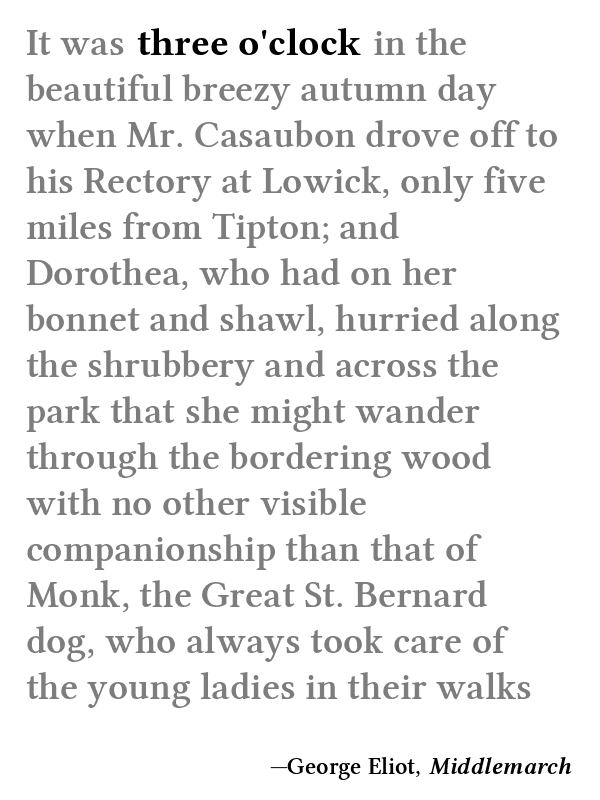 It was three o'clock in the
beautiful breezy autumn day
when Mr. Casaubon drove off to
his Rectory at Lowick, only five
miles from Tipton; and
Dorothea, who had on her
bonnet and shawl, hurried along
the shrubbery and across the
park that she might wander
through the bordering wood
with no other visible
companionship than that of
Monk, the Great St. Bernard
dog, who always took care of
the young ladies in their walks
—George Eliot, Middlemarch